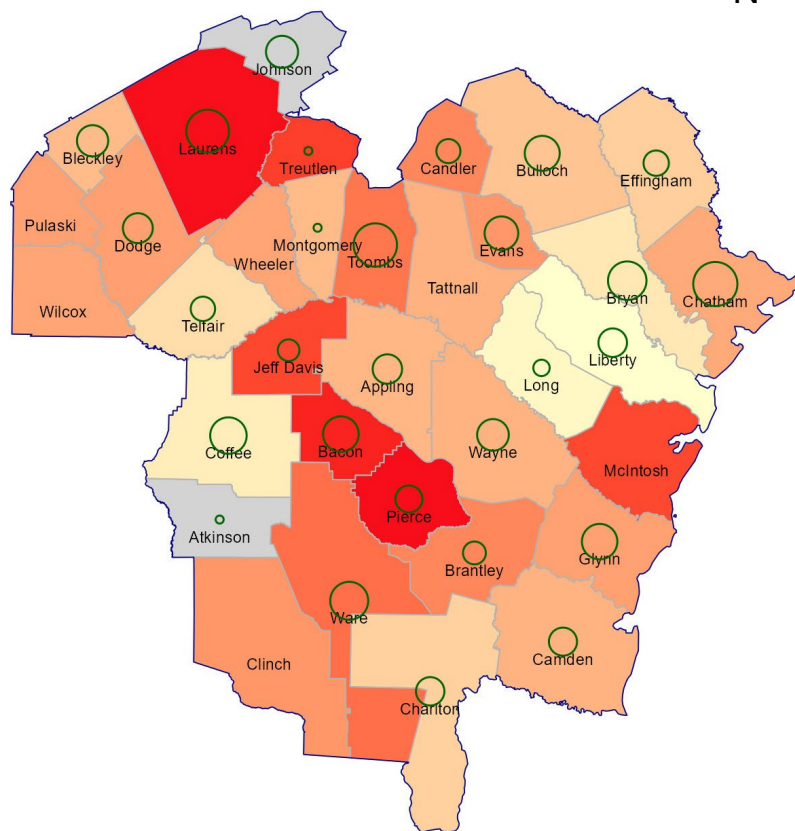 N
Johnson
Laurens
Bleckley
Treutlen
Candler
Bulloch
Effingham
Pulaski
Dodge
Montgomery
Toombs
Evans
Wheeler
Tattnall
Bryan
Chatham
Wilcox
Telfair
Jeff Davis
Appling
Long
Liberty
Coffee
Bacon
Wayne
McIntosh
Pierce
Atkinson
Brantley
Glynn
Ware
Clinch
Camden
Charlton